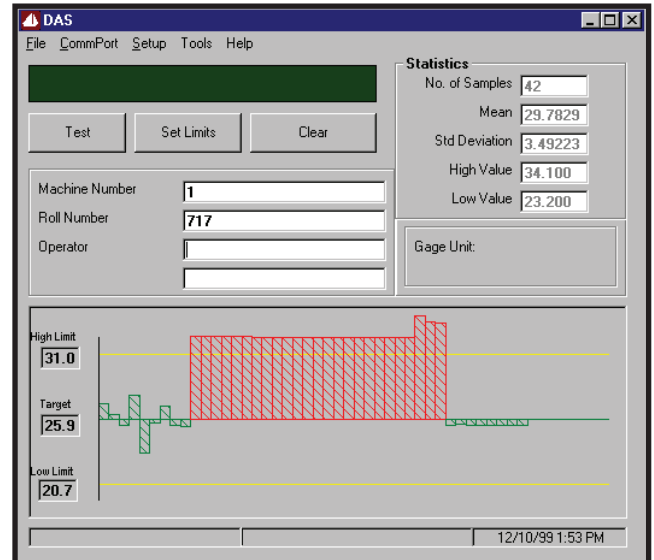 DAS
File CommPort Setup Tools Help
Statistics
No. of Samples 42
Mean 29.7829
Std Deviation 3.49223
High Value 34.100
Low Value 23.200
Test Set Limits Clear
Machine Number 1
Roll Number 717
Operator
Gage Unit:
High Limit
31.0
Target
25.9
Low Limit
20.7
12/10/99 1:53 PM